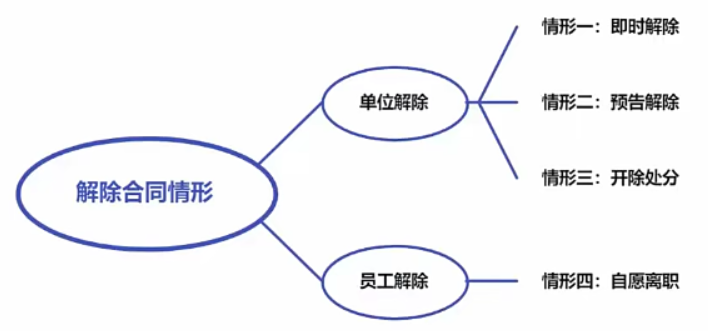 解除合同情形
单位解除
情形一：即时解除
情形二：预告解除
情形三：开除处分
员工解除
情形四：自愿离职